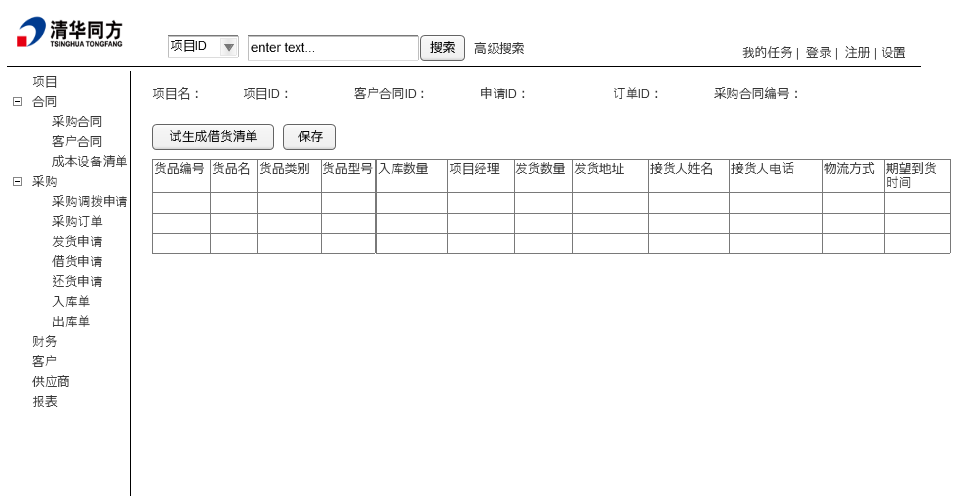 清华同方
TSINGHUA TONGFANG
项目ID
enter text...
搜索
高级搜索
我的任务 | 登录 | 注册 | 设置
项目
合同
采购合同
客户合同
成本设备清单
采购
采购调拨申请
采购订单
发货申请
借货申请
还货申请
入库单
出库单
财务
客户
供应商
报表
项目名： 项目ID： 客户合同ID： 申请ID： 订单ID： 采购合同编号：
试生成借货清单 保存
货品编号 货品名 货品类别 货品型号 入库数量 项目经理 发货数量 发货地址 接货人姓名 接货人电话 物流方式 期望到货
时间